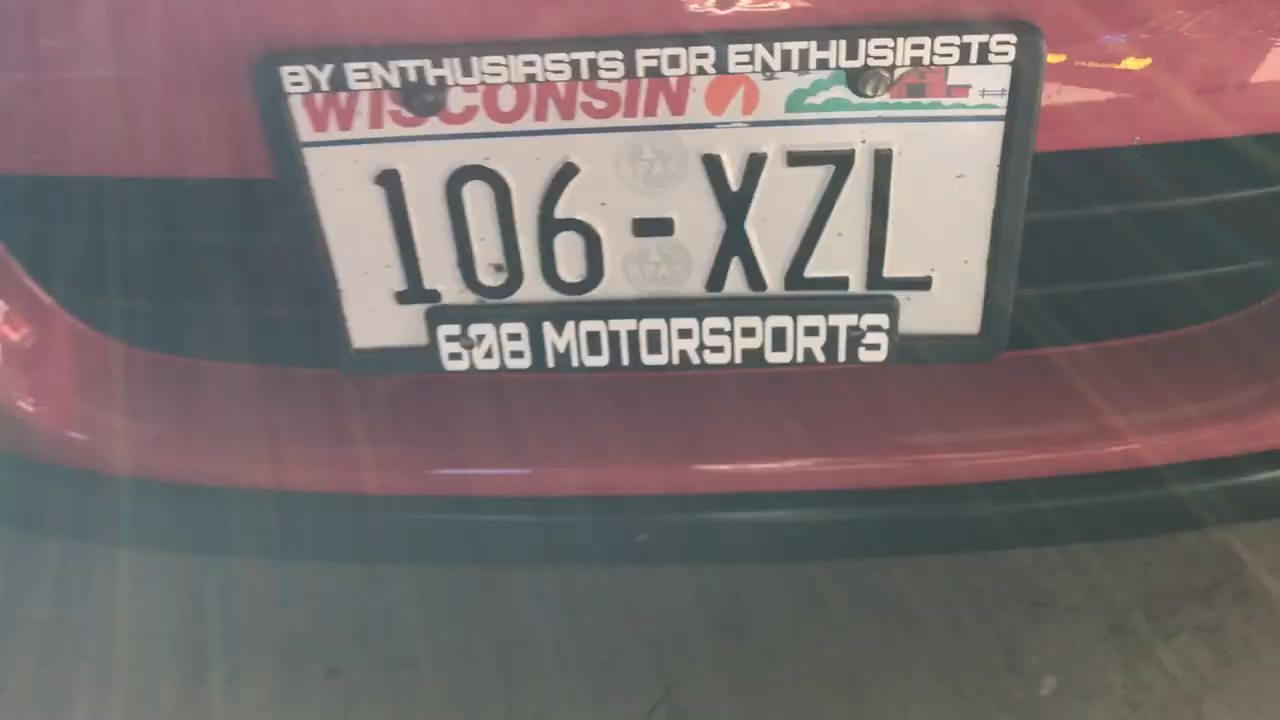 BY ENTHUSIASTS FOR ENTHUSIASTS
WISCONSIN
106-XZL
608 MOTORSPORTS